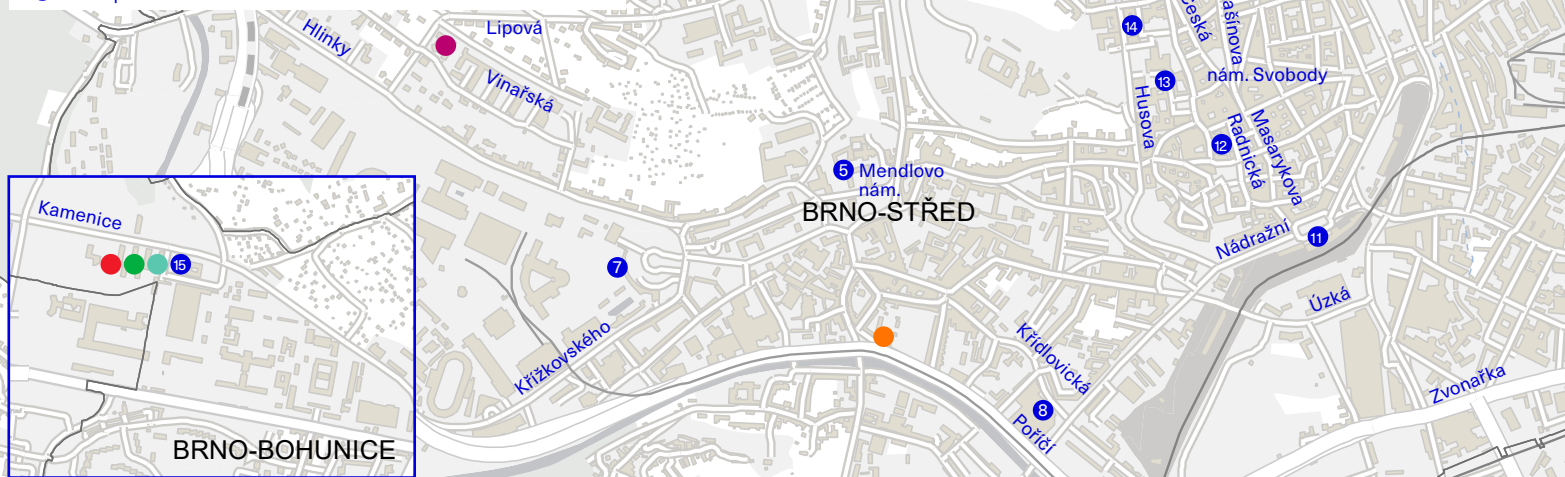 Lipová
Hlinky
Vinařská
Česká
14
nám. Svobody
13
Husova
Masarykova
Radnická
12
5 Mendlovo
nám.
BRNO-STŘED
Kamenice
15
7
Nádražní
11
Úzká
Křížkovského
Křídlovická
Zvonařka
8
Poříčí
BRNO-BOHUNICE